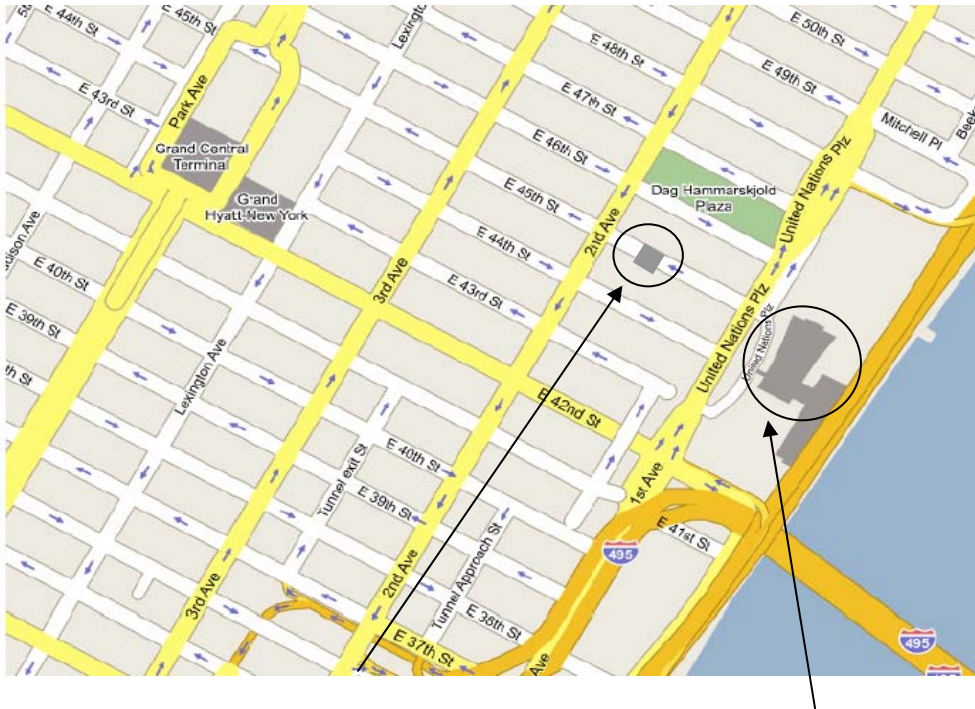 E 44th St
E 45th St
Lexington
E 50th St
E 48th St
E 49th St
E 43rd St
Park Ave
E 47th St
Mitchell Pl
Beek
Grand Central
Terminal
E 46th St
United Nations Plz
Grand
Hyatt New York
E 45th St
Dag Hammarskjold
Plaza
2nd Ave
E 44th St
adison Ave
E 40th St
3rd Ave
E 43rd St
E 39th St
United Nations Plz
United Nations Plz
Lexington Ave
E 42nd St
Tunnel exit St
E 40th St
1st Ave
E 39th St
E 41st St
495
2nd Ave
Tunnel Approach St
3rd Ave
E 38th St
E 37th St
Ave
495